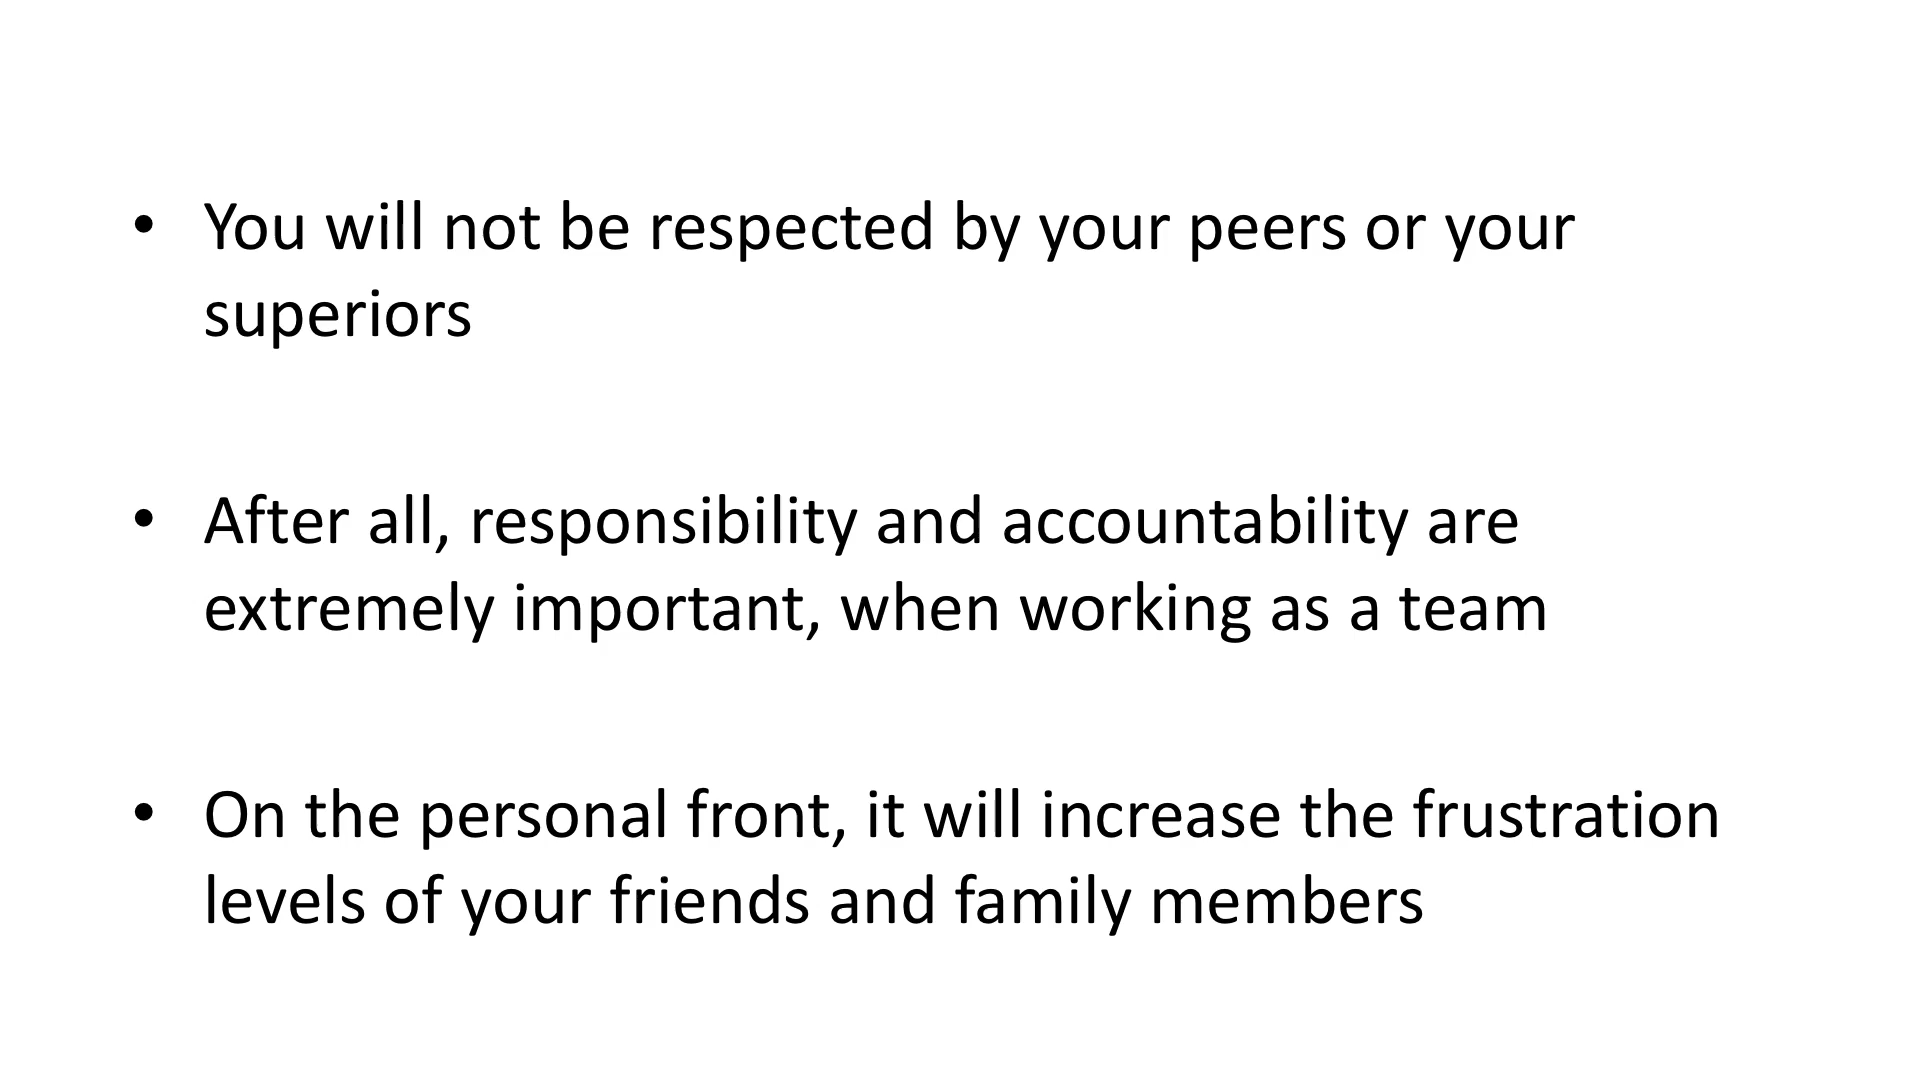 • You will not be respected by your peers or your
superiors
• After all, responsibility and accountability are
extremely important, when working as a team
• On the personal front, it will increase the frustration
levels of your friends and family members